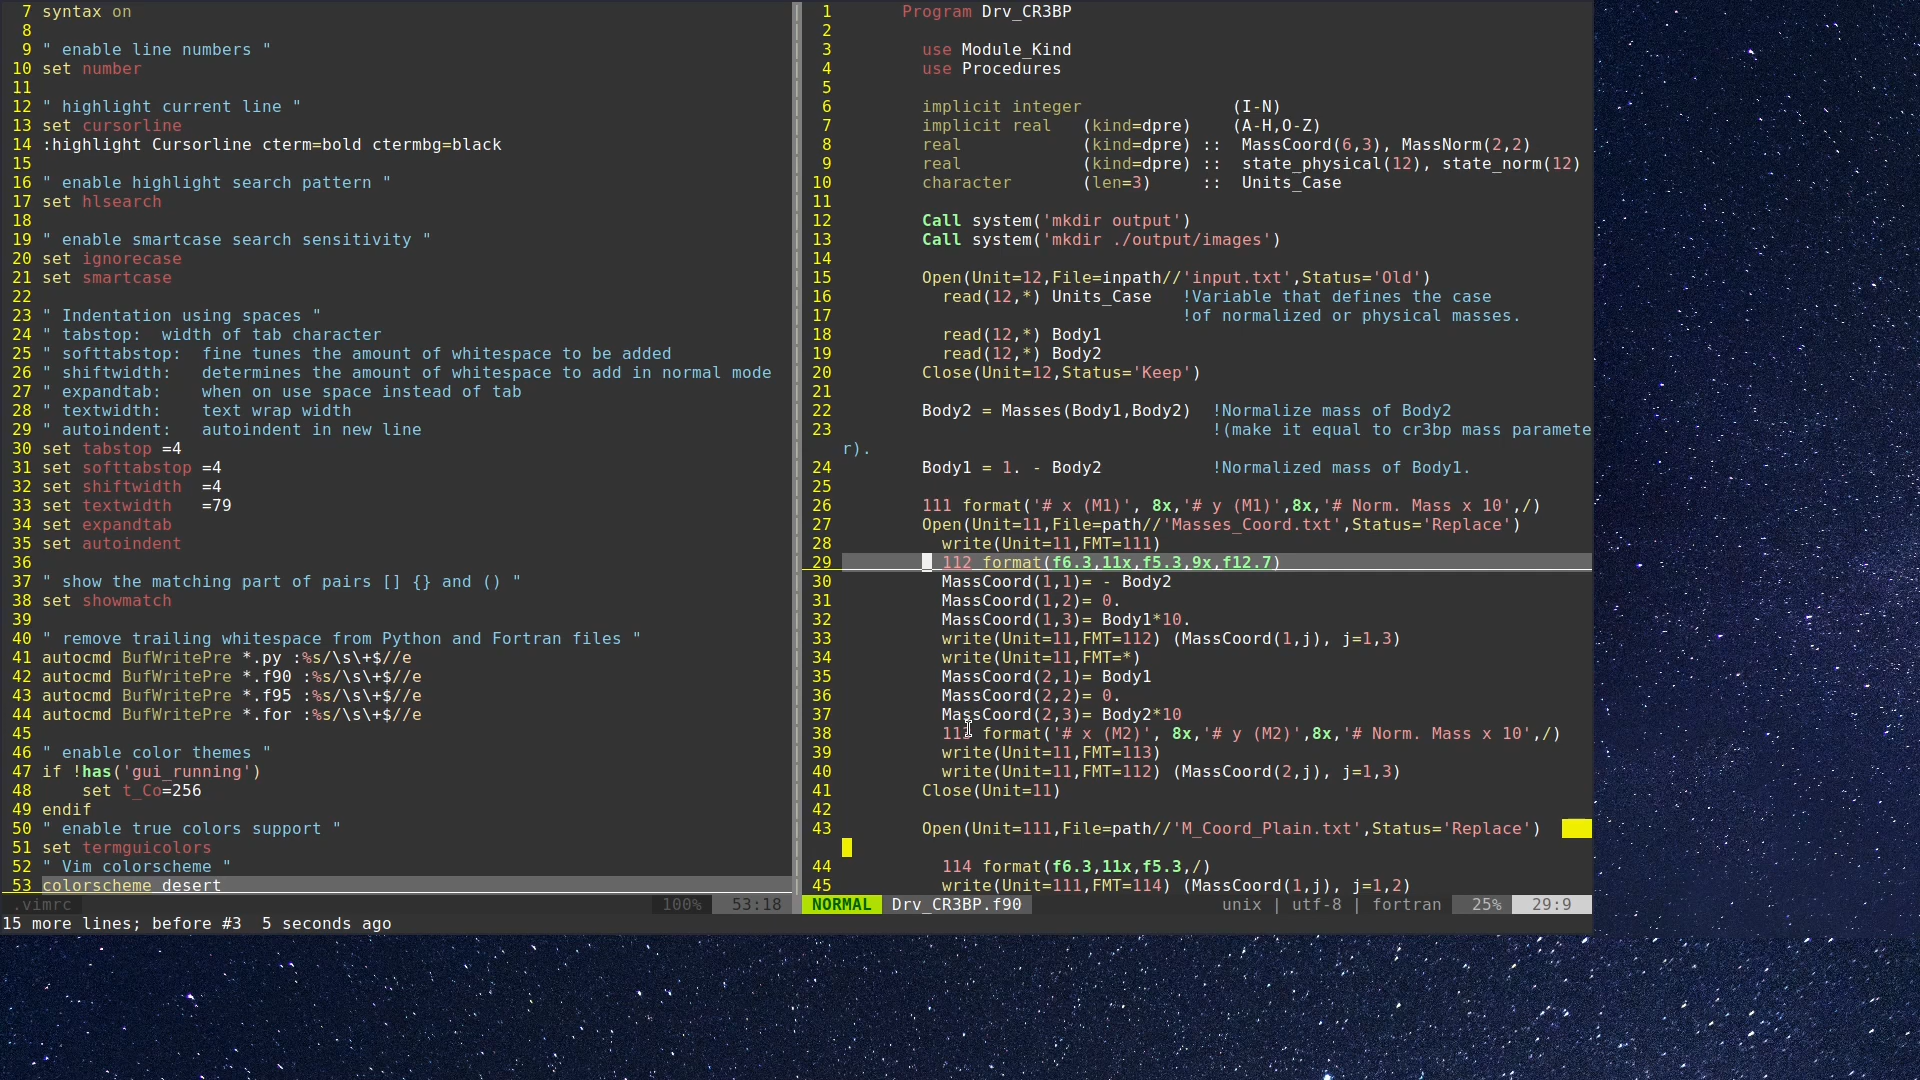 7 syntax on
8
9 " enable line numbers "
10 set number
11
12 " highlight current line "
13 set cursorline
14 :highlight Cursorline cterm=bold ctermbg=black
15
16 " enable highlight search pattern "
17 set hlsearch
18
19 " enable smartcase search sensitivity "
20 set ignorecase
21 set smartcase
22
23 " Indentation using spaces "
24 " tabstop:  width of tab character
25 " softtabstop:  fine tunes the amount of whitespace to be added
26 " shiftwidth:   determines the amount of whitespace to add in normal mode
27 " expandtab:    when on use space instead of tab
28 " textwidth:    text wrap width
29 " autoindent:   autoindent in new line
30 set tabstop =4
31 set softtabstop =4
32 set shiftwidth  =4
33 set textwidth   =79
34 set expandtab
35 set autoindent
36
37 " show the matching part of pairs [] {} and () "
38 set showmatch
39
40 " remove trailing whitespace from Python and Fortran files "
41 autocmd BufWritePre *.py :%s/\s\+$//e
42 autocmd BufWritePre *.f90 :%s/\s\+$//e
43 autocmd BufWritePre *.f95 :%s/\s\+$//e
44 autocmd BufWritePre *.for :%s/\s\+$//e
45
46 " enable color themes "
47 if !has('gui_running')
48     set t_Co=256
49 endif
50 " enable true colors support "
51 set termguicolors
52 " Vim colorscheme "
53 colorscheme desert
.vimrc 100% 53:18
15 more lines; before #3  5 seconds ago
1       Program Drv_CR3BP
2
3         use Module_Kind
4         use Procedures
5
6         implicit integer               (I-N)
7         implicit real   (kind=dpre)    (A-H,O-Z)
8         real            (kind=dpre) ::  MassCoord(6,3), MassNorm(2,2)
9         real            (kind=dpre) ::  state_physical(12), state_norm(12)
10         character       (len=3)     ::  Units_Case
11
12         Call system('mkdir output')
13         Call system('mkdir ./output/images')
14
15         Open(Unit=12,File=inpath//'input.txt',Status='Old')
16           read(12,*) Units_Case   !Variable that defines the case
17                                   !of normalized or physical masses.
18           read(12,*) Body1
19           read(12,*) Body2
20         Close(Unit=12,Status='Keep')
21
22         Body2 = Masses(Body1,Body2)  !Normalize mass of Body2
23                                      !(make it equal to cr3bp mass paramete
r).
24         Body1 = 1. - Body2           !Normalized mass of Body1.
25
26         111 format('# x (M1)', 8x,'# y (M1)',8x,'# Norm. Mass x 10',/)
27         Open(Unit=11,File=path//'Masses_Coord.txt',Status='Replace')
28           write(Unit=11,FMT=111)
29           112 format(f6.3,11x,f5.3,9x,f12.7)
30           MassCoord(1,1)= - Body2
31           MassCoord(1,2)= 0.
32           MassCoord(1,3)= Body1*10.
33           write(Unit=11,FMT=112) (MassCoord(1,j), j=1,3)
34           write(Unit=11,FMT=*)
35           MassCoord(2,1)= Body1
36           MassCoord(2,2)= 0.
37           MassCoord(2,3)= Body2*10
38           113 format('# x (M2)', 8x,'# y (M2)',8x,'# Norm. Mass x 10',/)
39           write(Unit=11,FMT=113)
40           write(Unit=11,FMT=112) (MassCoord(2,j), j=1,3)
41         Close(Unit=11)
42
43         Open(Unit=111,File=path//'M_Coord_Plain.txt',Status='Replace')
44           114 format(f6.3,11x,f5.3,/)
45           write(Unit=111,FMT=114) (MassCoord(1,j), j=1,2)
NORMAL Drv_CR3BP.f90 unix | utf-8 | fortran 25% 29:9